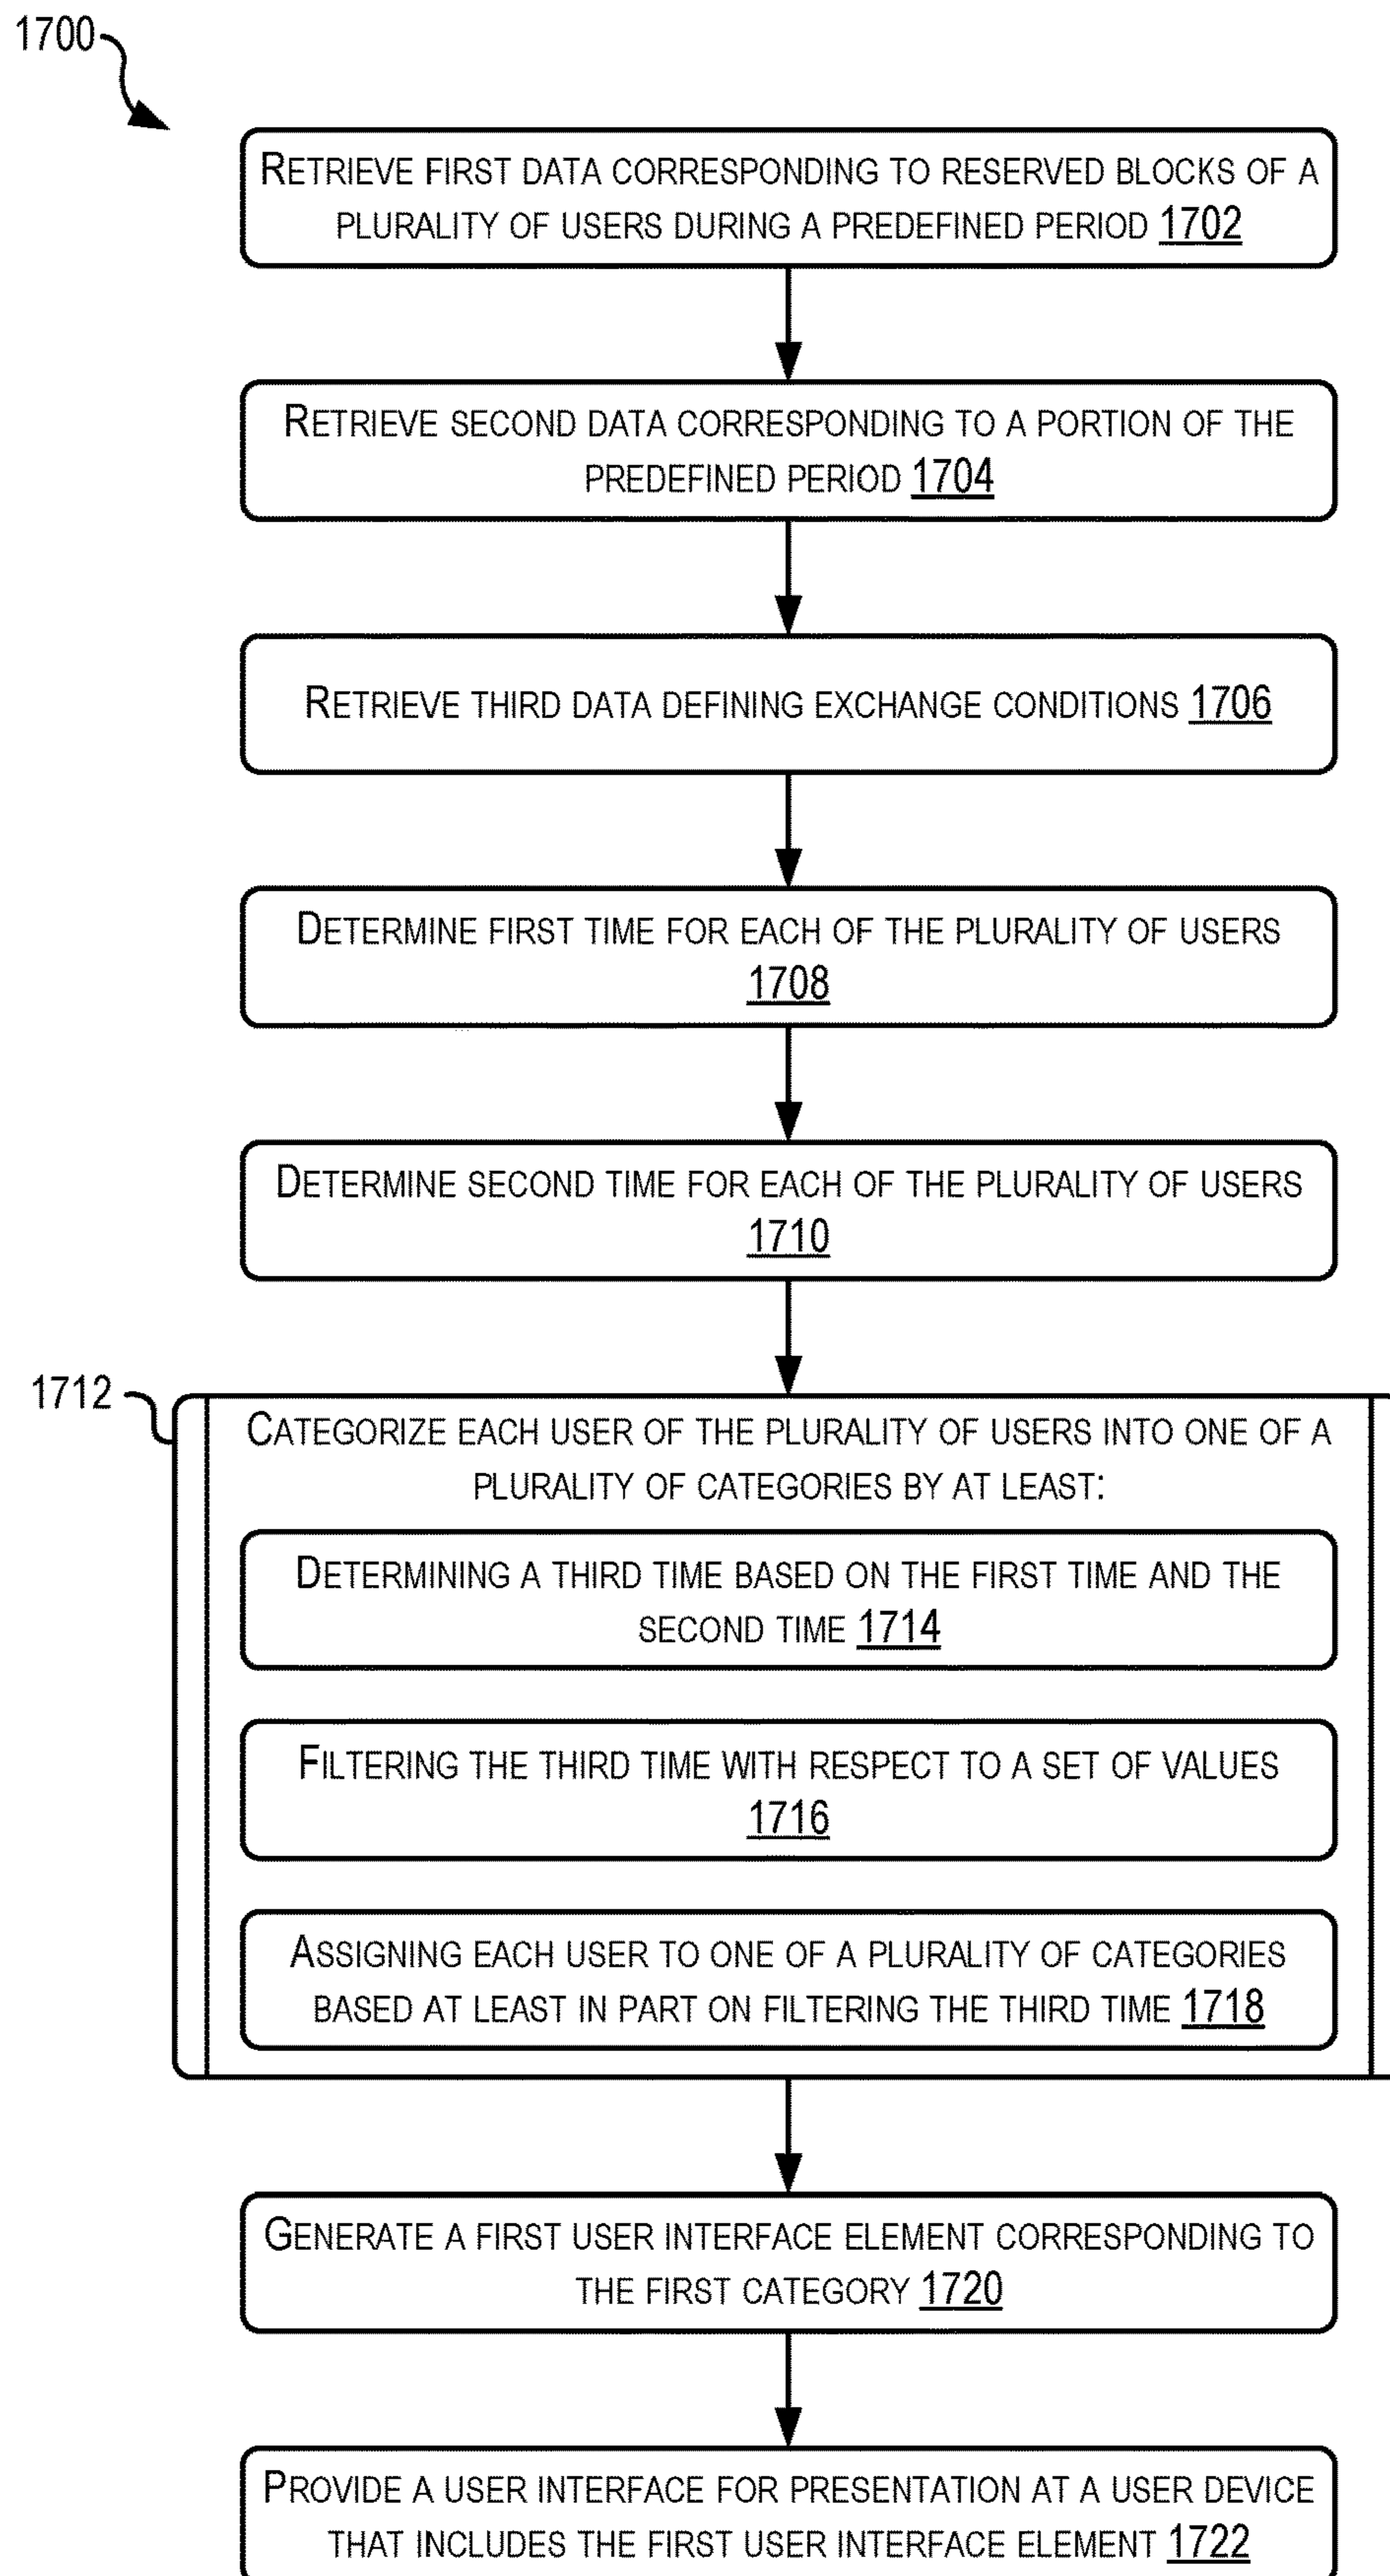 1700
RETRIEVE FIRST DATA CORRESPONDING TO RESERVED BLOCKS OF A
PLURALITY OF USERS DURING A PREDEFINED PERIOD 1702
RETRIEVE SECOND DATA CORRESPONDING TO A PORTION OF THE
PREDEFINED PERIOD 1704
RETRIEVE THIRD DATA DEFINING EXCHANGE CONDITIONS 1706
DETERMINE FIRST TIME FOR EACH OF THE PLURALITY OF USERS
1708
DETERMINE SECOND TIME FOR EACH OF THE PLURALITY OF USERS
1710
1712
CATEGORIZE EACH USER OF THE PLURALITY OF USERS INTO ONE OF A
PLURALITY OF CATEGORIES BY AT LEAST:
DETERMINING A THIRD TIME BASED ON THE FIRST TIME AND THE
SECOND TIME 1714
FILTERING THE THIRD TIME WITH RESPECT TO A SET OF VALUES
1716
ASSIGNING EACH USER TO ONE OF A PLURALITY OF CATEGORIES
BASED AT LEAST IN PART ON FILTERING THE THIRD TIME 1718
GENERATE A FIRST USER INTERFACE ELEMENT CORRESPONDING TO
THE FIRST CATEGORY 1720
PROVIDE A USER INTERFACE FOR PRESENTATION AT A USER DEVICE
THAT INCLUDES THE FIRST USER INTERFACE ELEMENT 1722